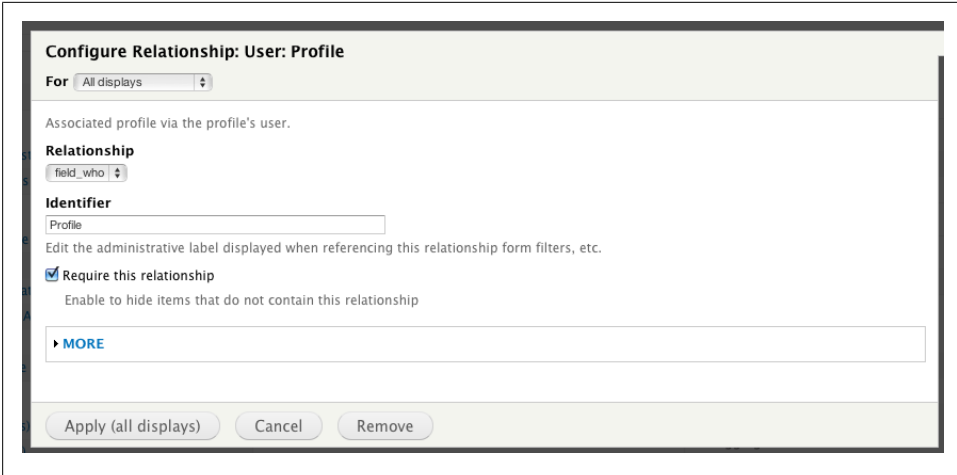 Configure Relationship: User: Profile
For All displays
Associated profile via the profile's user.
Relationship
field_who
Identifier
Profile
Edit the administrative label displayed when referencing this relationship form filters, etc.
Require this relationship
Enable to hide items that do not contain this relationship
MORE
Apply (all displays) Cancel Remove